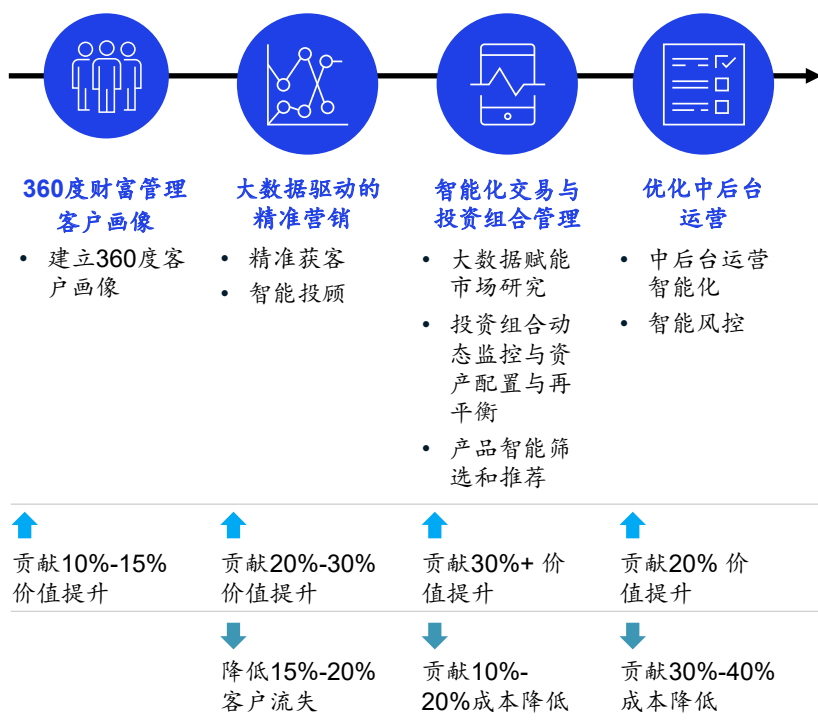 360度财富管理
客户画像
• 建立360度客
户画像
大数据驱动的
精准营销
• 精准获客
• 智能投顾
智能化交易与
投资组合管理
• 大数据赋能
市场研究
• 投资组合动
态监控与资
产配置与再
平衡
• 产品智能筛
选和推荐
优化中后台
运营
• 中后台运营
智能化
• 智能风控
贡献10%-15%
价值提升
贡献20%-30%
价值提升
贡献30%+ 价
值提升
贡献20% 价
值提升
降低15%-20%
客户流失
贡献10%-
20%成本降低
贡献30%-40%
成本降低